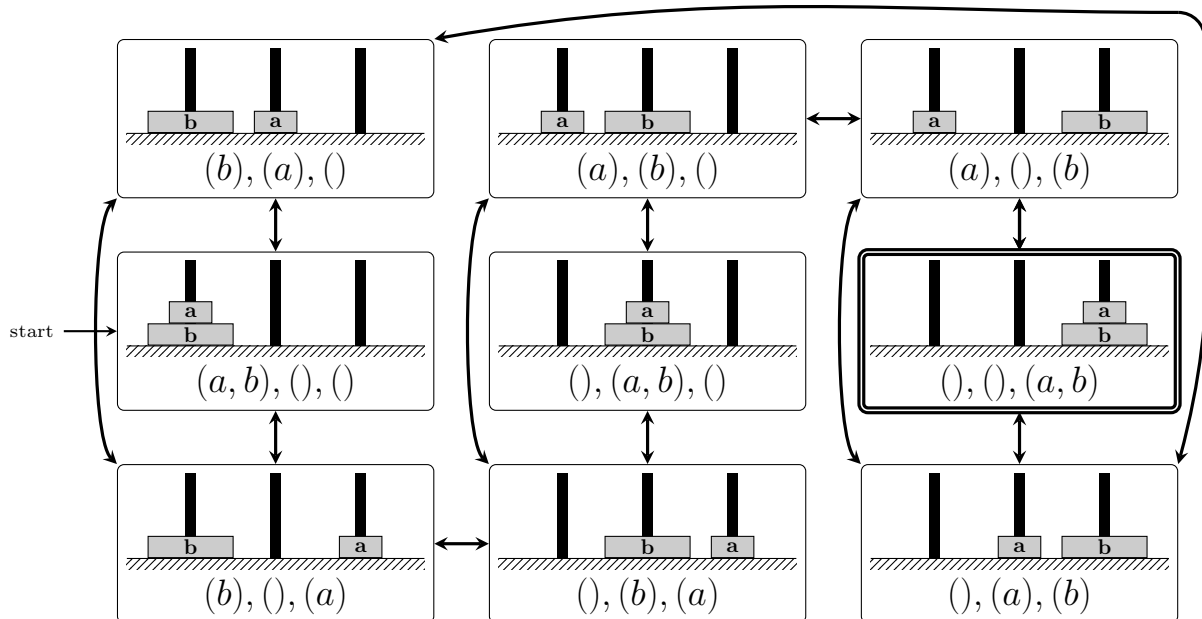 b a
(b), (a), ()
a b
(a), (b), ()
a b
(a), (), (b)
start
a
b
(a, b), (), ()
a
b
(), (a, b), ()
a
b
(), (), (a, b)
b a
(b), (), (a)
b a
(), (b), (a)
a b
(), (a), (b)